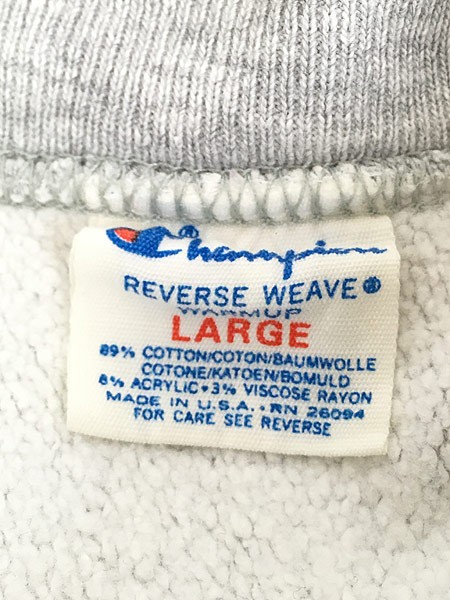 Champion®
REVERSE WEAVE®
WARMUP
LARGE
89% COTTON/COTON/BAUMWOLLE
COTONE/KATOEN/BOMULD
8% ACRYLIC•3% VISCOSE RAYON
MADE IN U.S.A.•RN 26094
FOR CARE SEE REVERSE